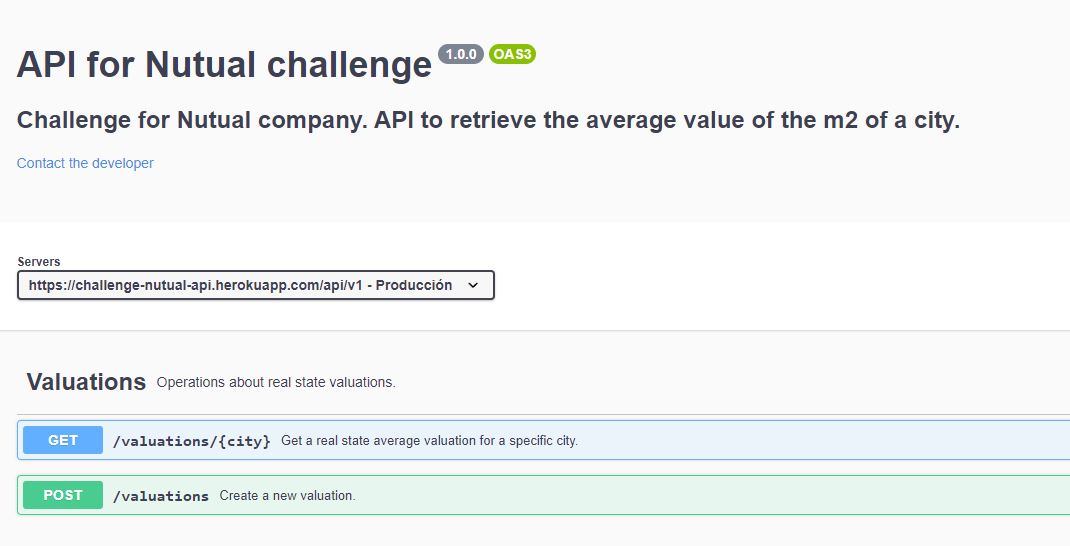 API for Nutual challenge 1.0.0 OAS3
Challenge for Nutual company. API to retrieve the average value of the m2 of a city.
Contact the developer
Servers
https://challenge-nutual-api.herokuapp.com/api/v1 - Producción
Valuations Operations about real state valuations.
GET /valuations/{city} Get a real state average valuation for a specific city.
POST /valuations Create a new valuation.